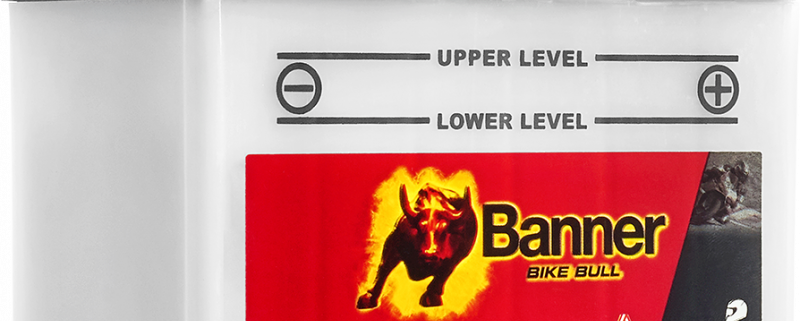 UPPER LEVEL
− +
LOWER LEVEL
Banner
BIKE BULL